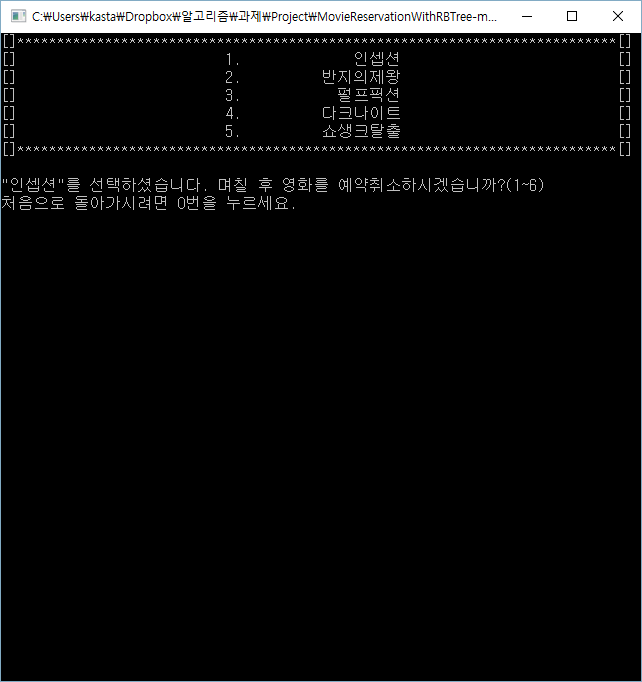 C:₩Users₩kasta₩Dropbox₩알고리즘₩과제₩Project₩MovieReservationWithRBTree-m...
[]***************************************************************************[]
[] 1. 인셉션 []
[] 2. 반지의제왕 []
[] 3. 펄프픽션 []
[] 4. 다크나이트 []
[] 5. 쇼생크탈출 []
[]***************************************************************************[]
"인셉션"를 선택하셨습니다. 며칠 후 영화를 예약취소하시겠습니까?(1~6)
처음으로 돌아가시려면 0번을 누르세요.